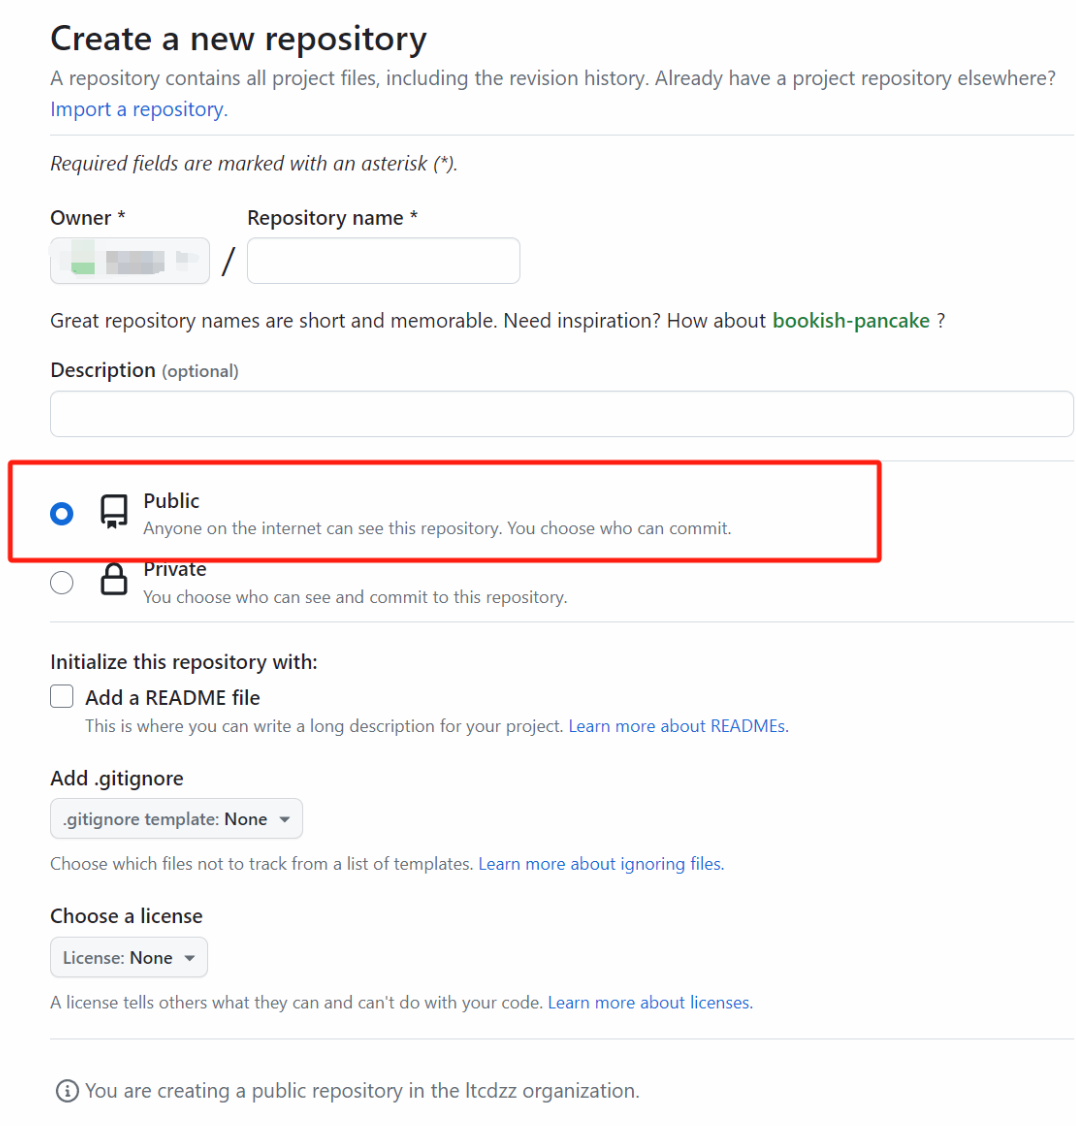 Create a new repository
A repository contains all project files, including the revision history. Already have a project repository elsewhere?
Import a repository.
Required fields are marked with an asterisk (*).
Owner *
Repository name *
/
Great repository names are short and memorable. Need inspiration? How about bookish-pancake ?
Description (optional)
Public
Anyone on the internet can see this repository. You choose who can commit.
Private
You choose who can see and commit to this repository.
Initialize this repository with:
Add a README file
This is where you can write a long description for your project. Learn more about READMEs.
Add .gitignore
.gitignore template: None
Choose which files not to track from a list of templates. Learn more about ignoring files.
Choose a license
License: None
A license tells others what they can and can't do with your code. Learn more about licenses.
You are creating a public repository in the ltcdzz organization.